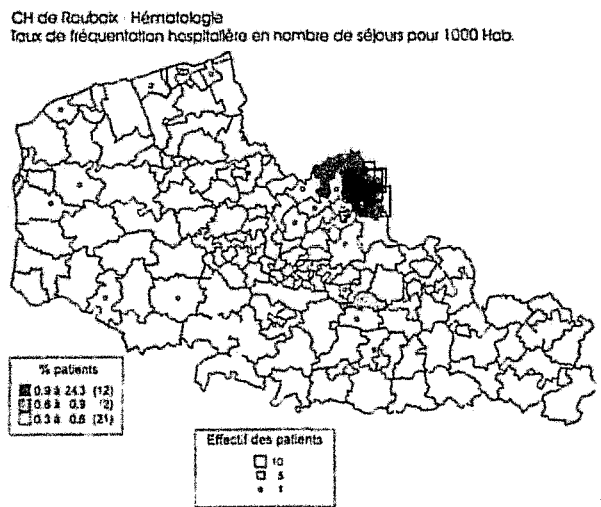 CH de Roubaix - Hématologie
Taux de fréquentation hospitalière en nombre de séjours pour 1000 Hab.
% patients
0.9 à 24.3 (12)
0.6 à 0.9 (2)
0.3 à 0.6 (21)
Effectif des patients
10
5
1